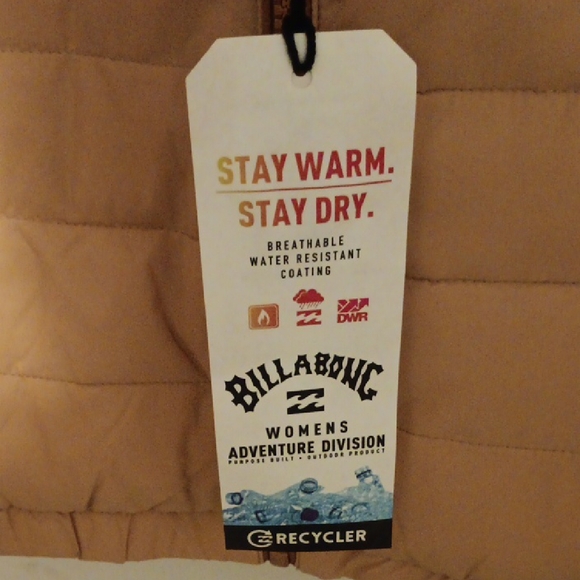 STAY WARM.
STAY DRY.
BREATHABLE
WATER RESISTANT
COATING
DWR
BILLABONG
WOMENS
ADVENTURE DIVISION
PURPOSE BUILT • OUTDOOR PRODUCT
RECYCLER